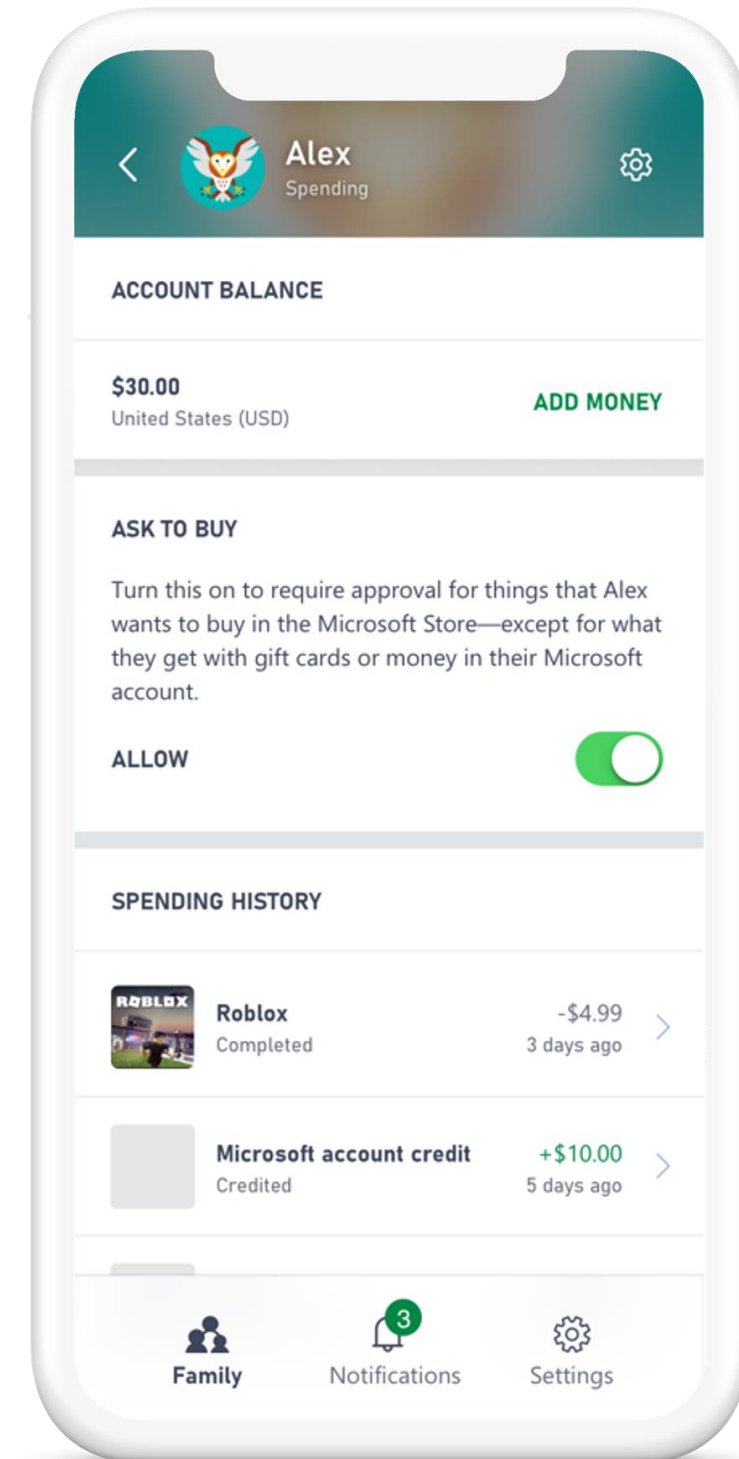 Alex
Spending
ACCOUNT BALANCE
$30.00
United States (USD)
ADD MONEY
ASK TO BUY
Turn this on to require approval for things that Alex
wants to buy in the Microsoft Store—except for what
they get with gift cards or money in their Microsoft
account.
ALLOW
SPENDING HISTORY
ROBLOX
Roblox
Completed
-$4.99
3 days ago
Microsoft account credit
Credited
+$10.00
5 days ago
3
Family
Notifications
Settings